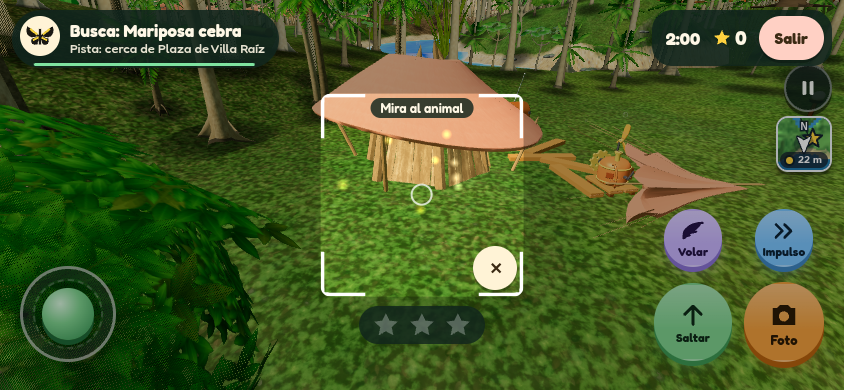 Busca: Mariposa cebra
Pista: cerca de Plaza de Villa Raíz
2:00
0
Salir
Mira al animal
N
22 m
Volar
Impulso
Saltar
Foto